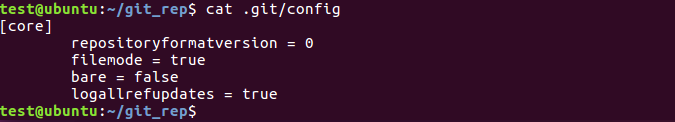 test@ubuntu:~/git_rep$ cat .git/config
[core]
        repositoryformatversion = 0
        filemode = true
        bare = false
        logallrefupdates = true
test@ubuntu:~/git_rep$